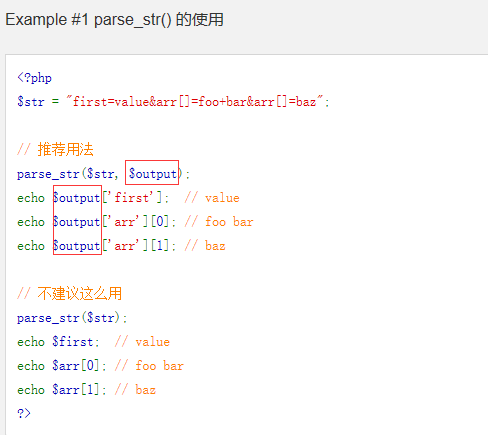 Example #1 parse_str() 的使用
<?php
$str = "first=value&arr[]=foo+bar&arr[]=baz";
// 推荐用法
parse_str($str, $output);
echo $output['first'];  // value
echo $output['arr'][0]; // foo bar
echo $output['arr'][1]; // baz
// 不建议这么用
parse_str($str);
echo $first;  // value
echo $arr[0]; // foo bar
echo $arr[1]; // baz
?>